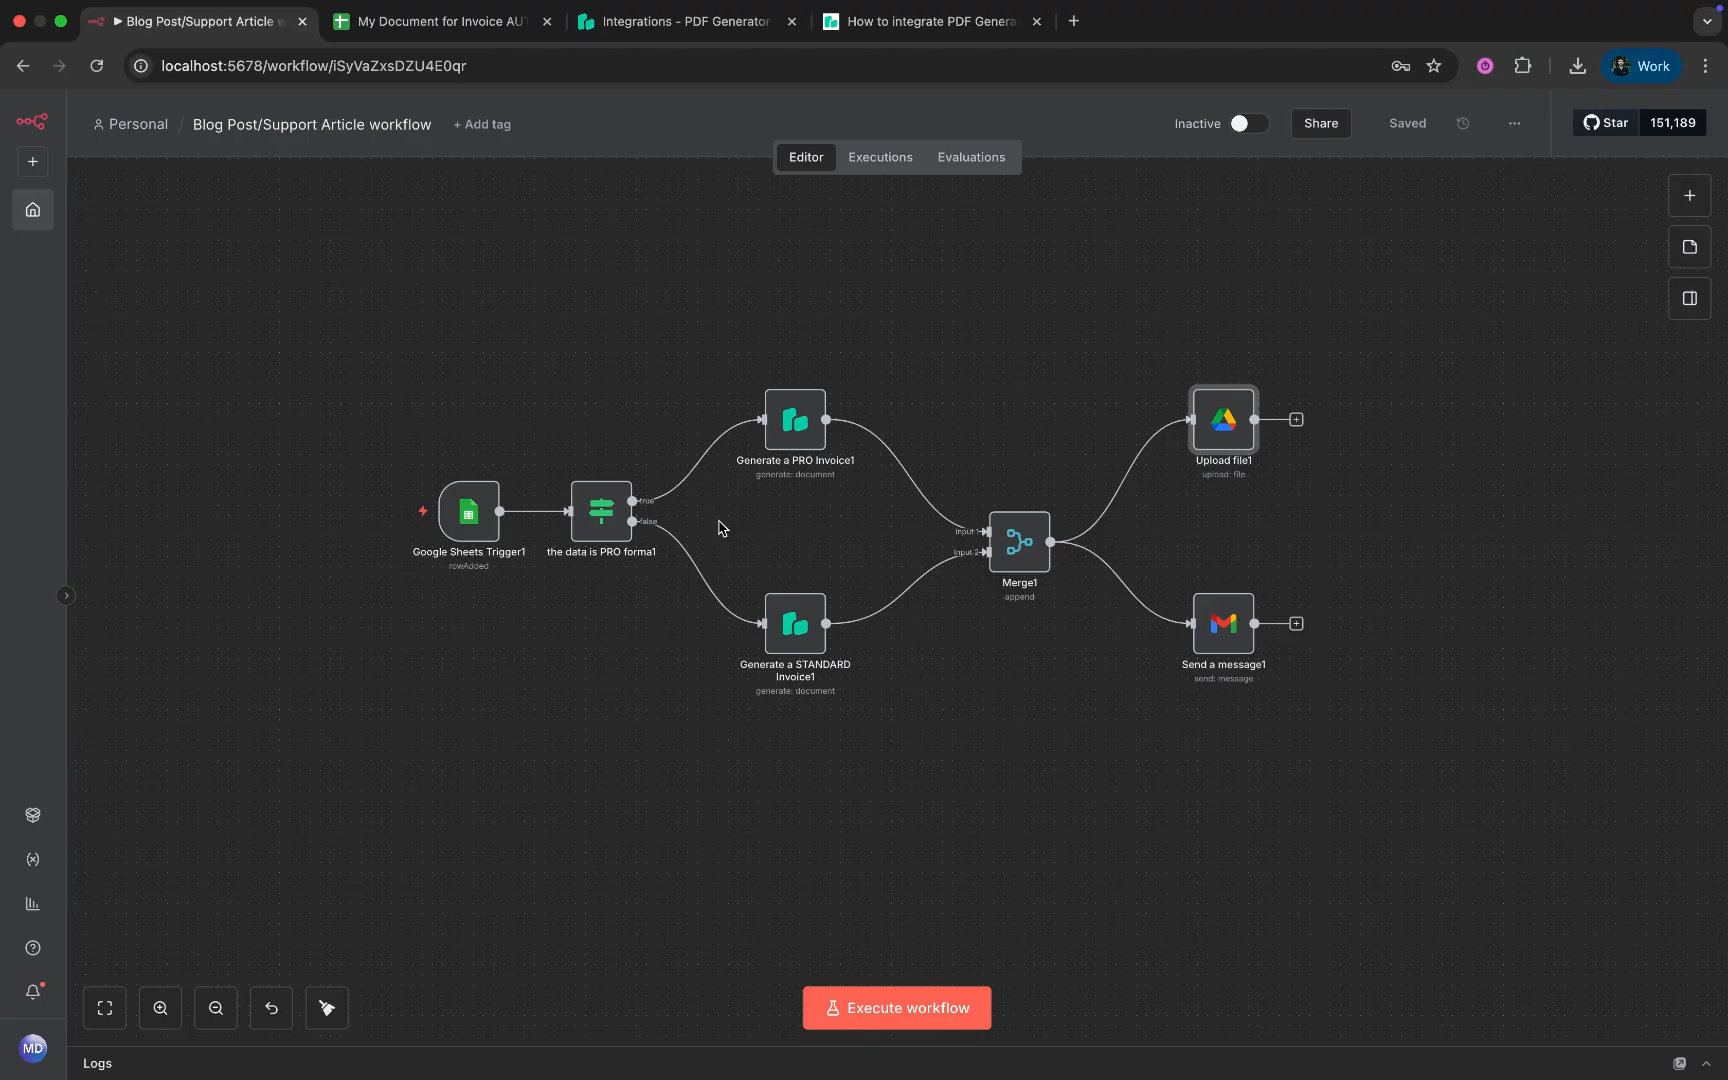 Blog Post/Support Article w
My Document for Invoice AUT
Integrations - PDF Generator
How to integrate PDF Genera
localhost:5678/workflow/iSyVaZxsDZU4E0qr
Work
Personal / Blog Post/Support Article workflow + Add tag
Inactive
Share
Saved
Star 151,189
Editor Executions Evaluations
Generate a PRO Invoice1
generate: document
Upload file1
upload: file
true
false
Google Sheets Trigger1
rowAdded
the data is PRO forma1
Input 1
Input 2
Merge1
append
Generate a STANDARD
Invoice1
generate: document
Send a message1
send: message
Execute workflow
MD
Logs